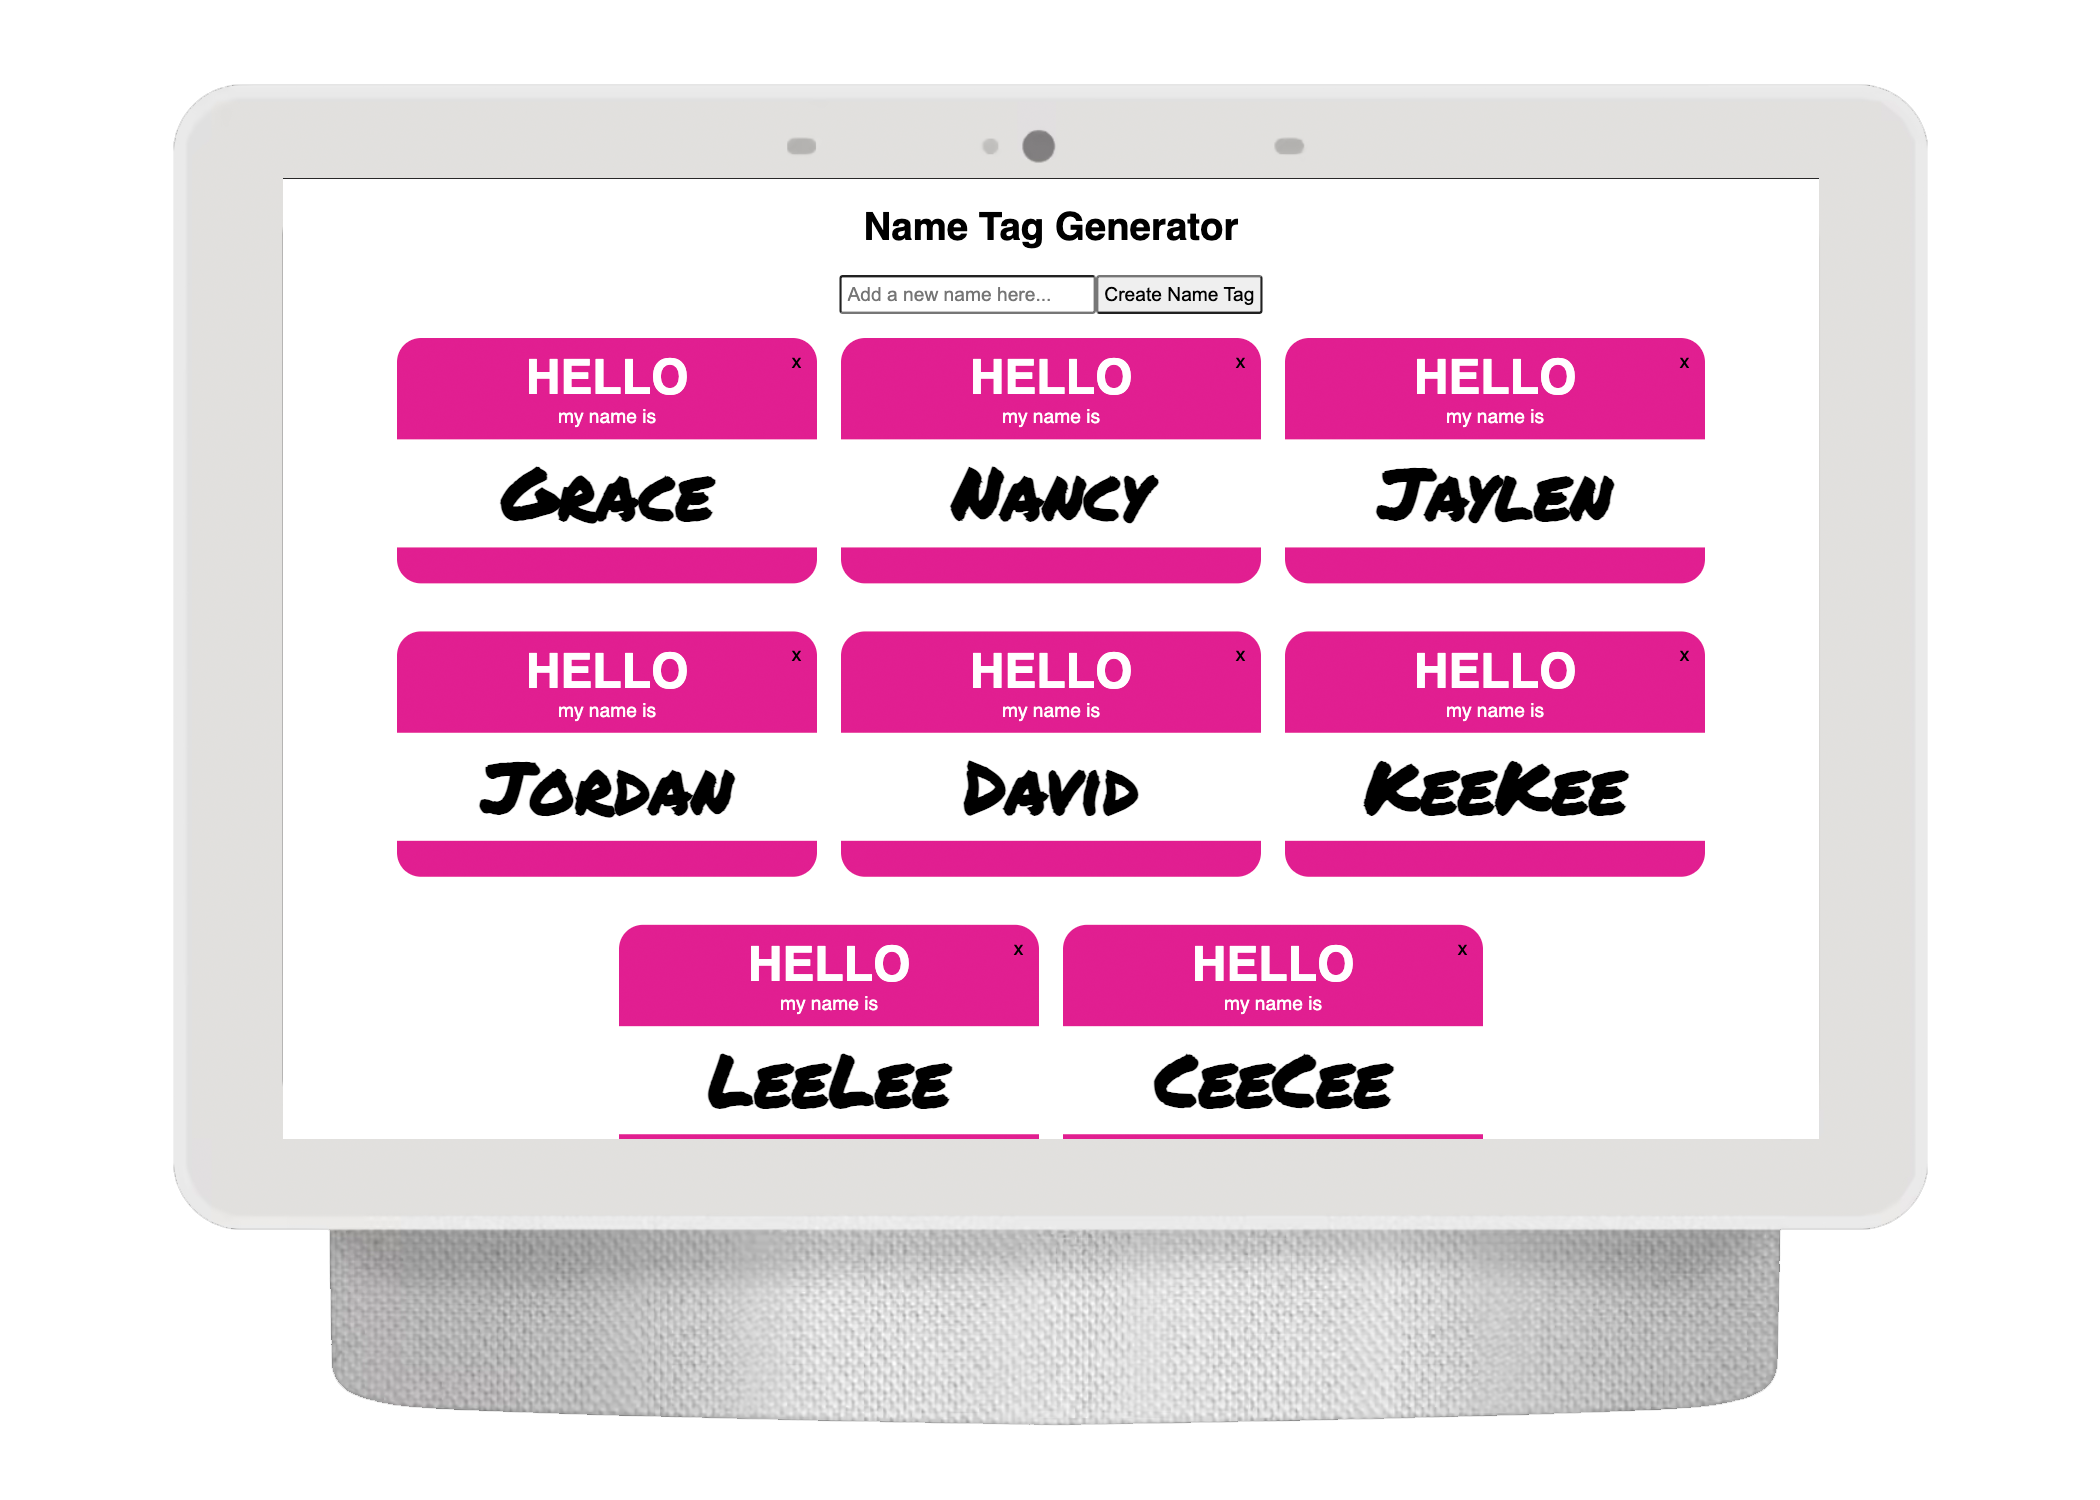 Name Tag Generator
Add a new name here... Create Name Tag
HELLO x HELLO x HELLO x
my name is my name is my name is
Grace Nancy Jaylen
HELLO x HELLO x HELLO x
my name is my name is my name is
Jordan David KeeKee
HELLO x HELLO x
my name is my name is
LeeLee CeeCee